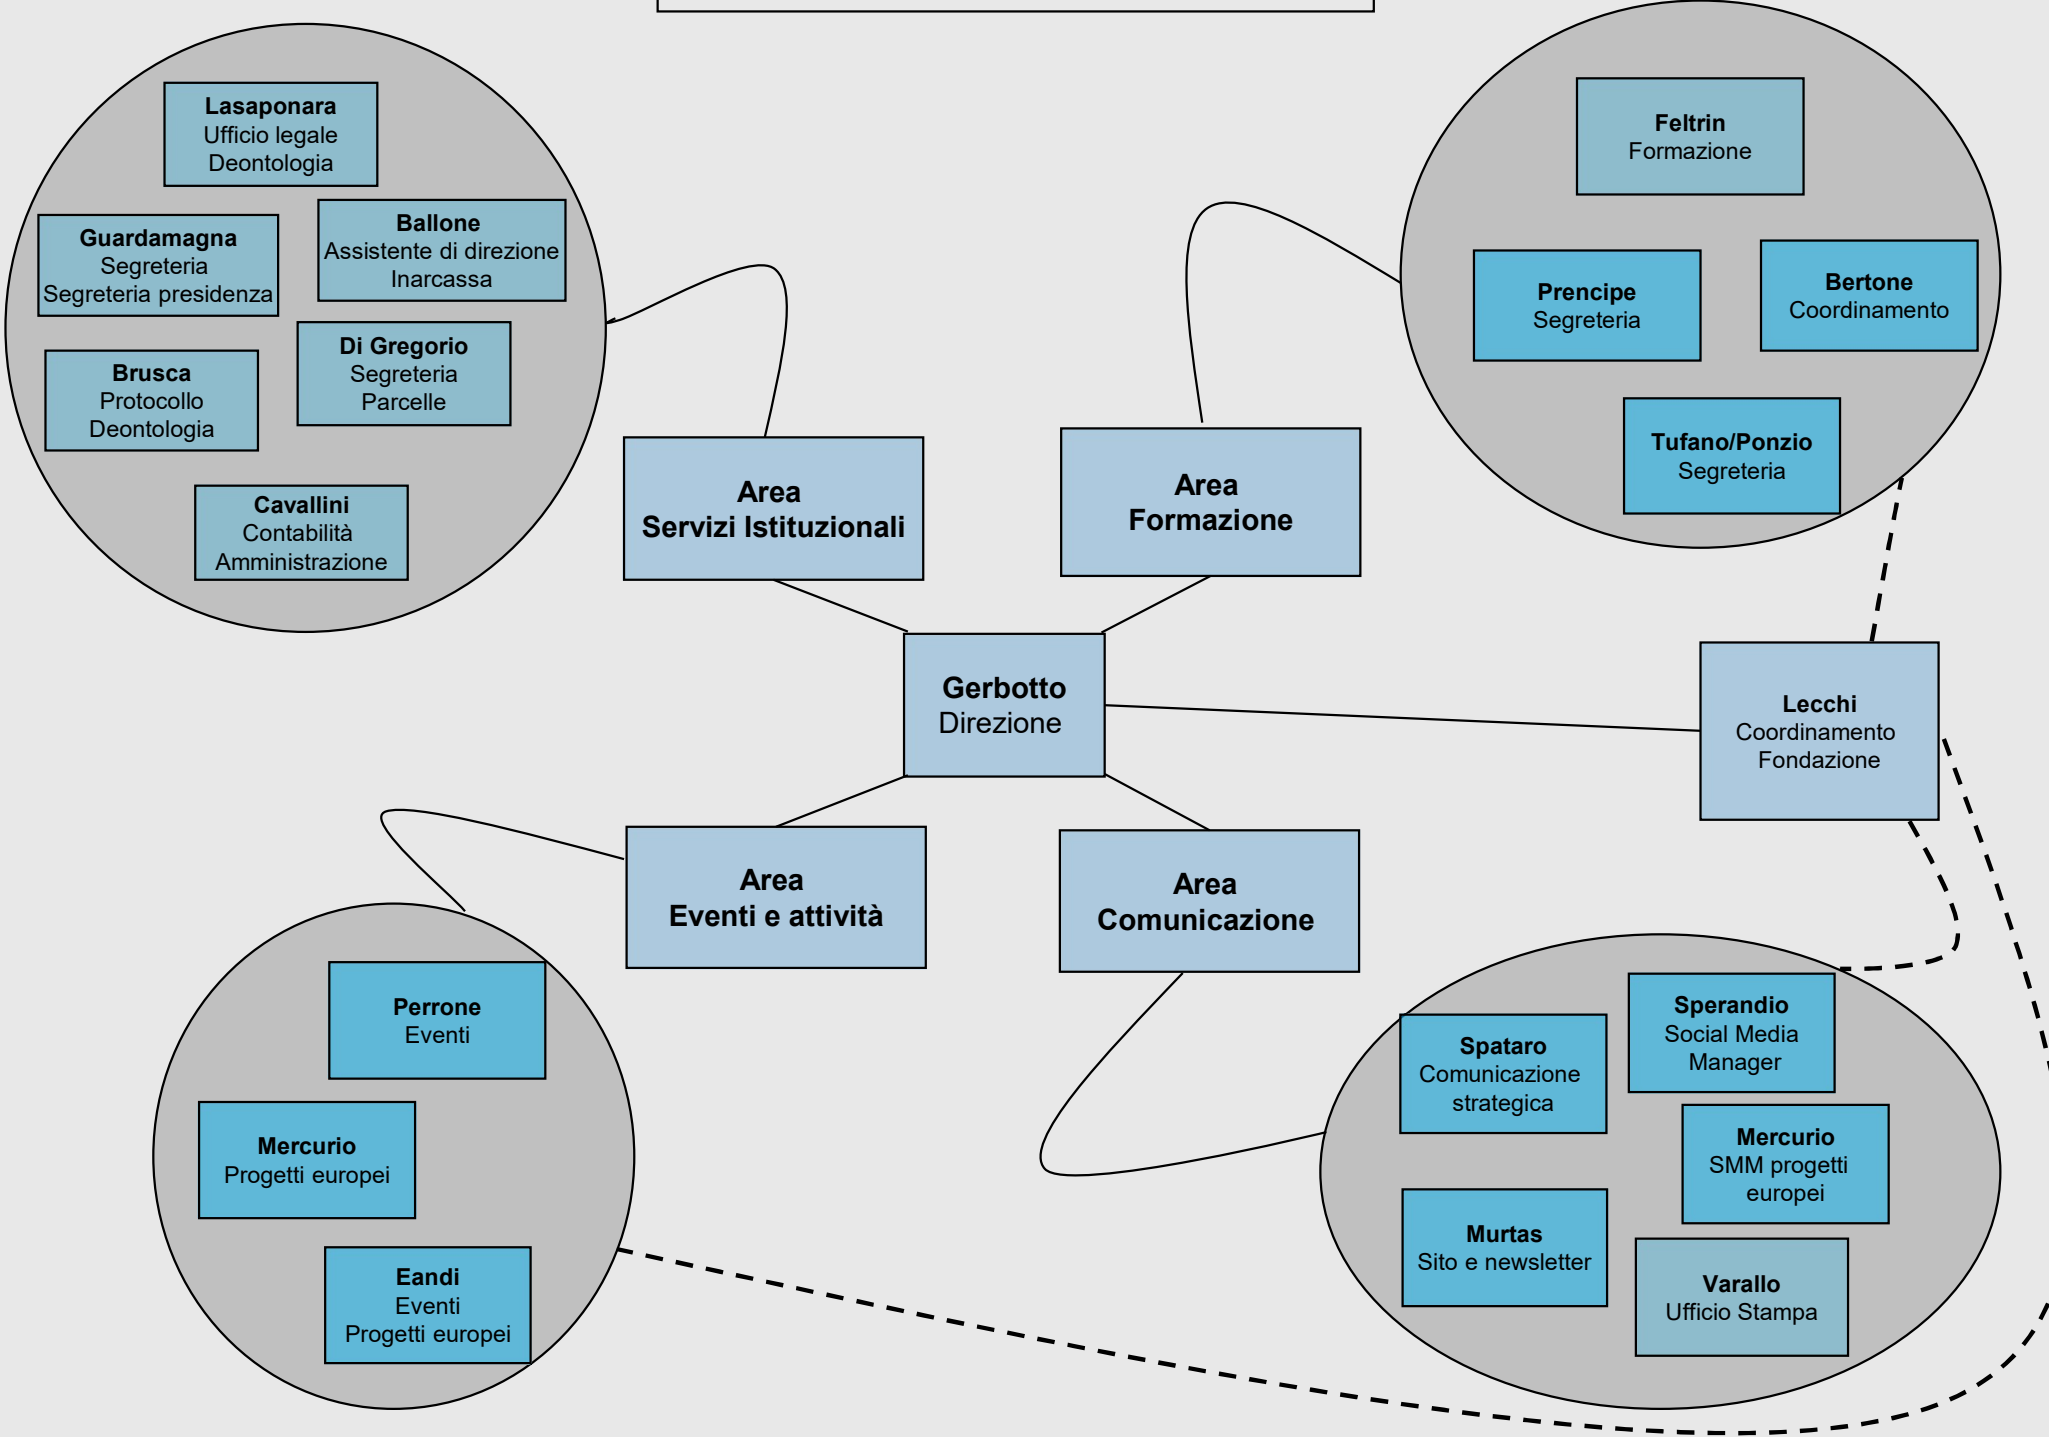 Lasaponara
Ufficio legale
Deontologia
Guardamagna
Segreteria
Segreteria presidenza
Ballone
Assistente di direzione
Inarcassa
Brusca
Protocollo
Deontologia
Di Gregorio
Segreteria
Parcelle
Cavallini
Contabilità
Amministrazione
Area
Servizi Istituzionali
Area
Formazione
Feltrin
Formazione
Prencipe
Segreteria
Bertone
Coordinamento
Tufano/Ponzio
Segreteria
Gerbotto
Direzione
Lecchi
Coordinamento
Fondazione
Area
Eventi e attività
Area
Comunicazione
Perrone
Eventi
Mercurio
Progetti europei
Eandi
Eventi
Progetti europei
Spataro
Comunicazione
strategica
Sperandio
Social Media
Manager
Mercurio
SMM progetti
europei
Murtas
Sito e newsletter
Varallo
Ufficio Stampa